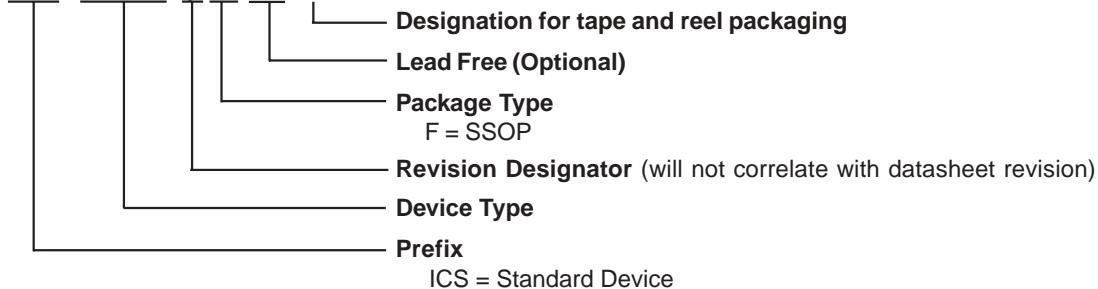 Designation for tape and reel packaging
Lead Free (Optional)
Package Type
F = SSOP
Revision Designator (will not correlate with datasheet revision)
Device Type
Prefix
ICS = Standard Device